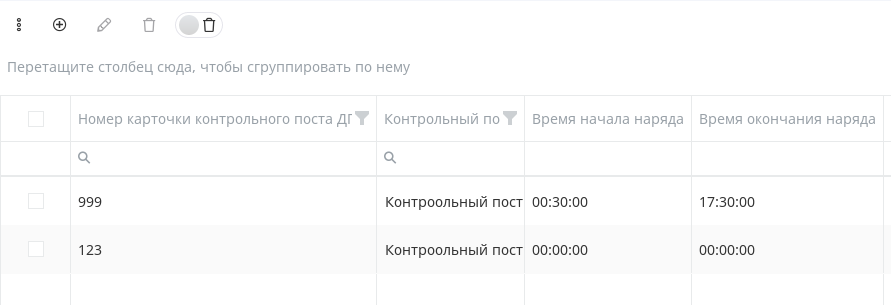 Перетащите столбец сюда, чтобы сгруппировать по нему
Номер карточки контрольного поста ДГ Контрольный по Время начала наряда Время окончания наряда
999 Контроольный пост 00:30:00 17:30:00
123 Контроольный пост 00:00:00 00:00:00